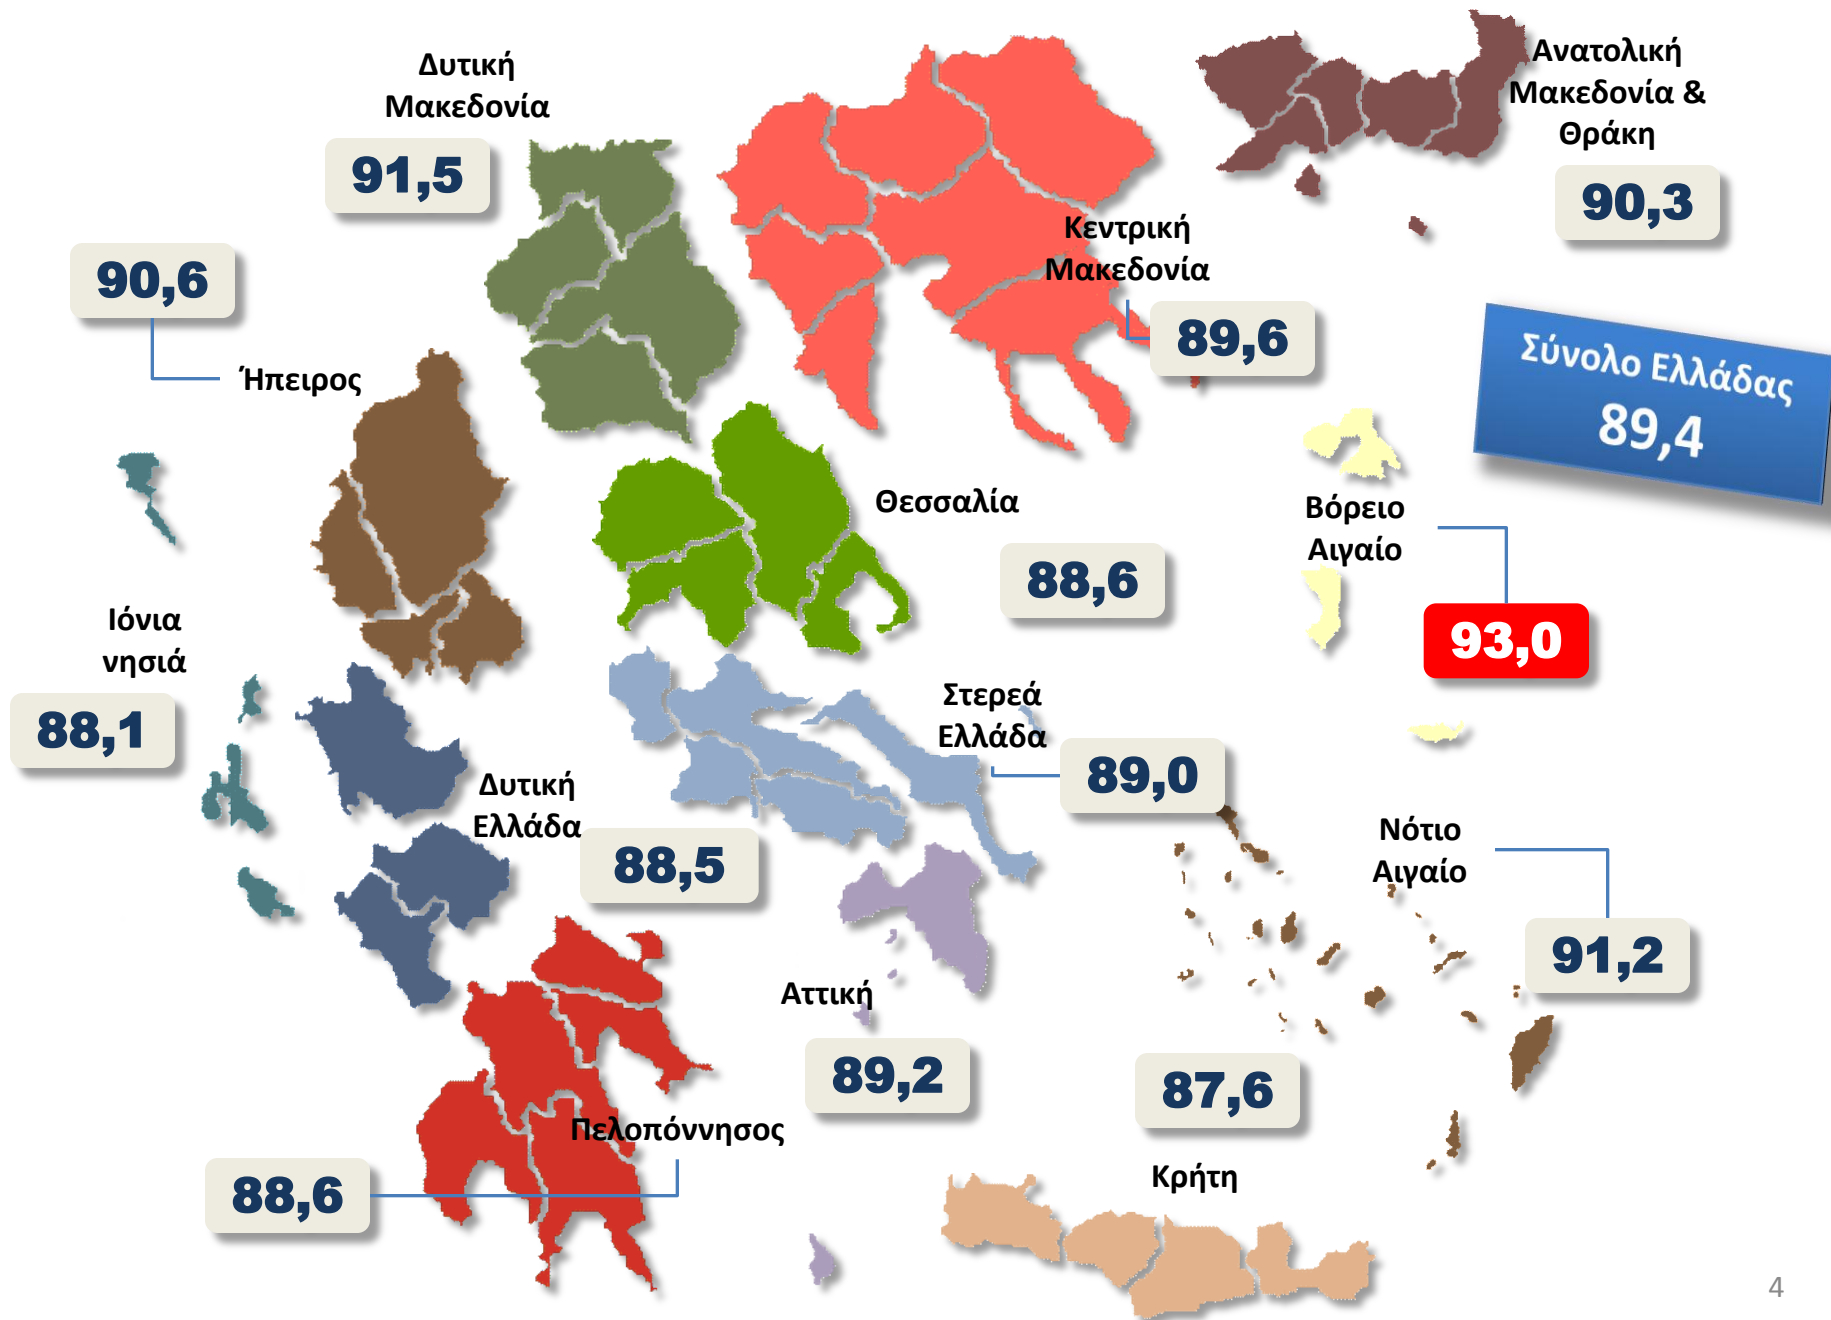 Δυτική
Μακεδονία
91,5
Ανατολική
Μακεδονία &
Θράκη
90,3
Κεντρική
Μακεδονία
89,6
90,6
Ήπειρος
Σύνολο Ελλάδας
89,4
Θεσσαλία
88,6
Βόρειο
Αιγαίο
93,0
Ιόνια
νησιά
88,1
Στερεά
Ελλάδα
89,0
Δυτική
Ελλάδα
88,5
Νότιο
Αιγαίο
91,2
Αττική
89,2
87,6
Κρήτη
Πελοπόννησος
88,6
4